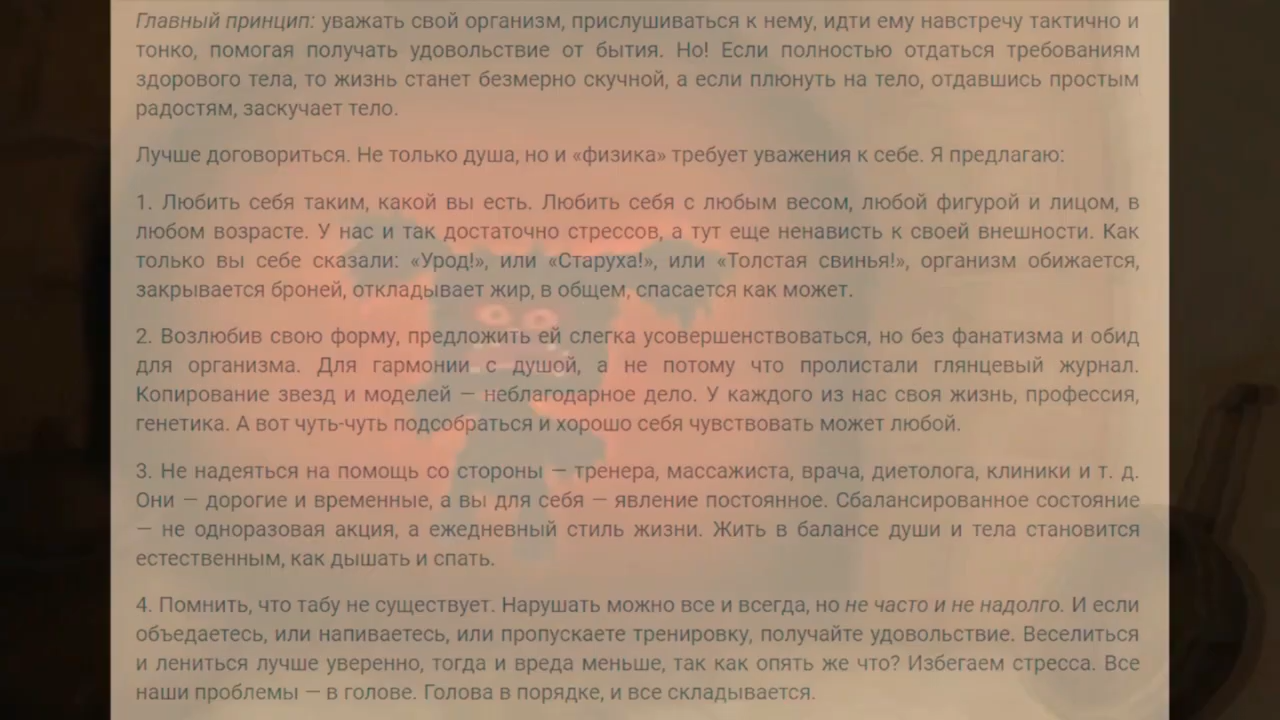 Главный принцип: уважать свой организм, прислушиваться к нему, идти ему навстречу тактично и
тонко, помогая получать удовольствие от бытия. Но! Если полностью отдаться требованиям
здорового тела, то жизнь станет безмерно скучной, а если плюнуть на тело, отдавшись простым
радостям, заскучает тело.
Лучше договориться. Не только душа, но и «физика» требует уважения к себе. Я предлагаю:
1. Любить себя таким, какой вы есть. Любить себя с любым весом, любой фигурой и лицом, в
любом возрасте. У нас и так достаточно стрессов, а тут еще ненависть к своей внешности. Как
только вы себе сказали: «Урод!», или «Старуха!», или «Толстая свинья!», организм обижается,
закрывается броней, откладывает жир, в общем, спасается как может.
2. Возлюбив свою форму, предложить ей слегка усовершенствоваться, но без фанатизма и обид
для организма. Для гармонии с душой, а не потому что пролистали глянцевый журнал.
Копирование звезд и моделей — неблагодарное дело. У каждого из нас своя жизнь, профессия,
генетика. А вот чуть-чуть подсобраться и хорошо себя чувствовать может любой.
3. Не надеяться на помощь со стороны — тренера, массажиста, врача, диетолога, клиники и т. д.
Они — дорогие и временные, а вы для себя — явление постоянное. Сбалансированное состояние
— не одноразовая акция, а ежедневный стиль жизни. Жить в балансе души и тела становится
естественным, как дышать и спать.
4. Помнить, что табу не существует. Нарушать можно все и всегда, но не часто и не надолго. И если
объедаетесь, или напиваетесь, или пропускаете тренировку, получайте удовольствие. Веселиться
и лениться лучше уверенно, тогда и вреда меньше, так как опять же что? Избегаем стресса. Все
наши проблемы — в голове. Голова в порядке, и все складывается.